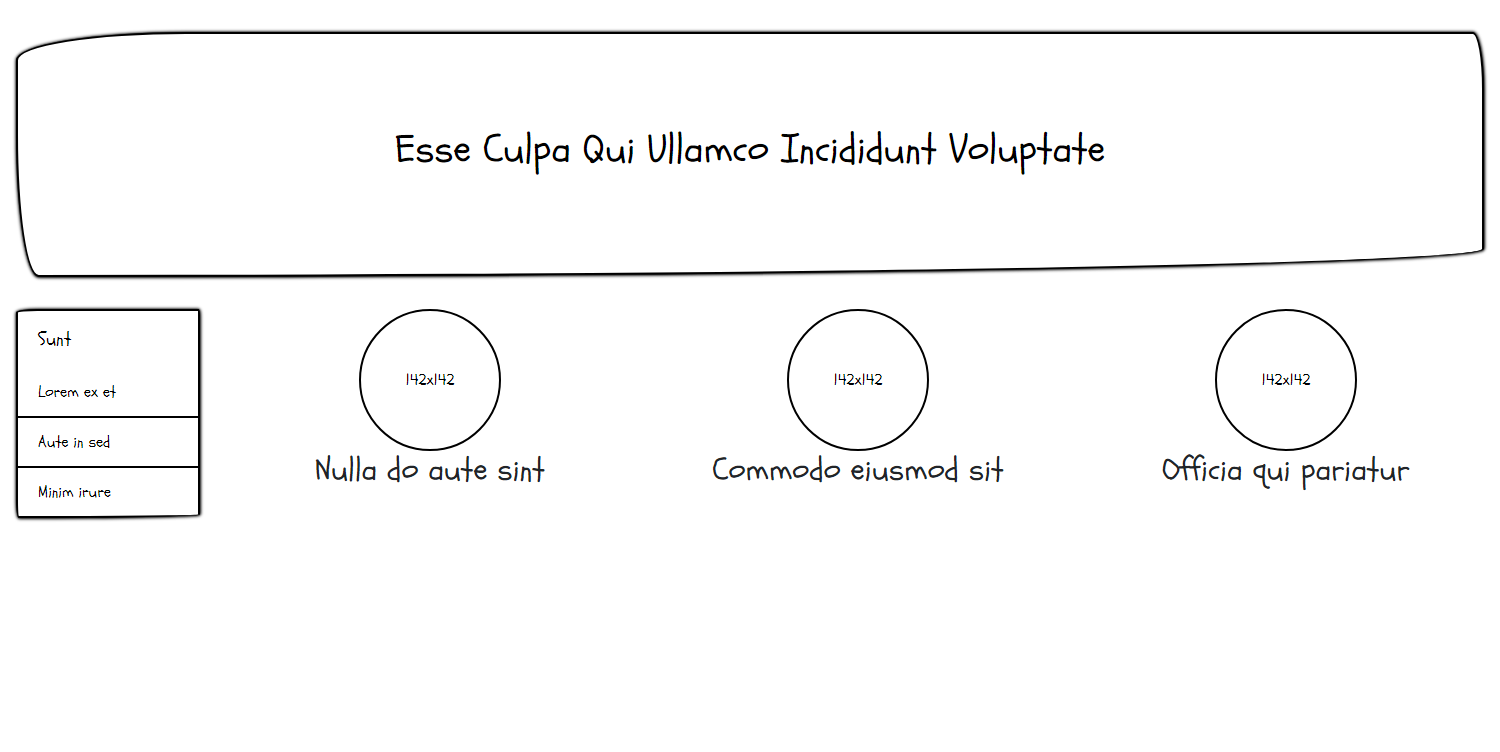 Esse Culpa Qui Ullamco Incididunt Voluptate
Sunt
Lorem ex et
Aute in sed
Minim irure
142x142
Nulla do aute sint
142x142
Commodo eiusmod sit
142x142
Officia qui pariatur